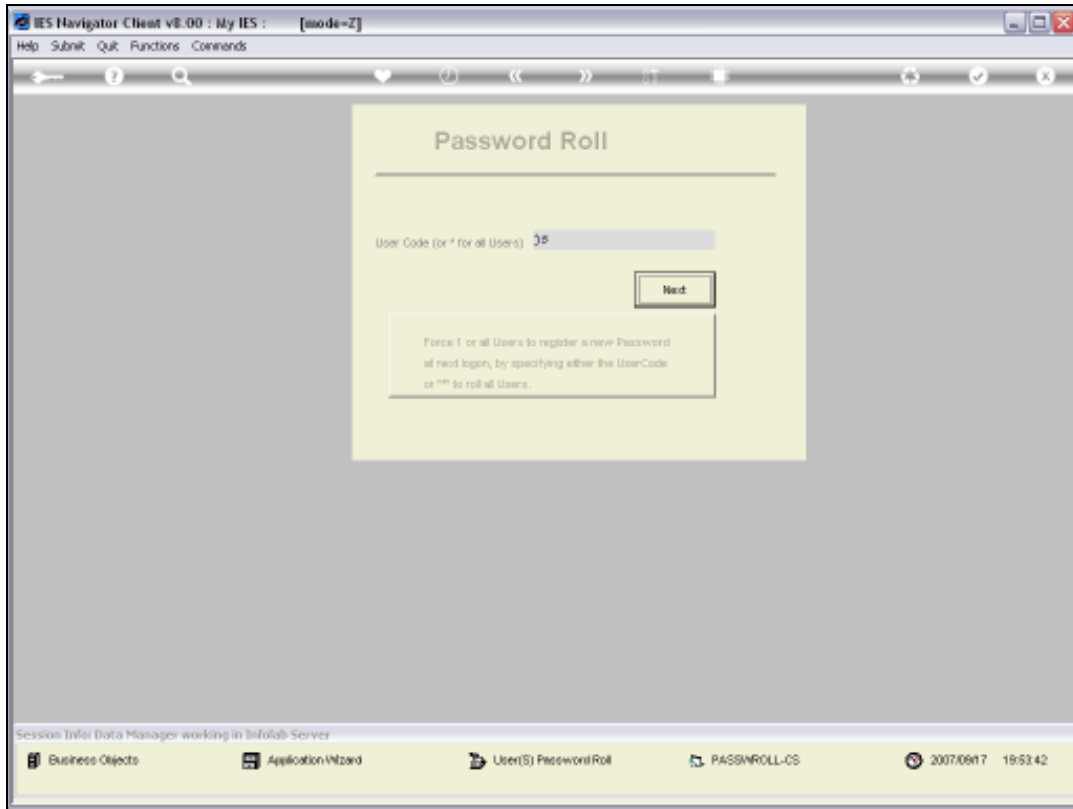 IES Navigator Client v8.00 : My IES : [mode=Z]
Help Submit Quit Functions Commands
Password Roll
User Code (or * for all Users) js
Next
Force 1 or all Users to register a new Password
at next logon, by specifying either the UserCode
or "*" to roll all Users.
Session Info: Data Manager working in Infolab Server
Business Objects Application Wizard User(S) Password Roll PASSWROLL-CS 2007/09/17 19:53:42